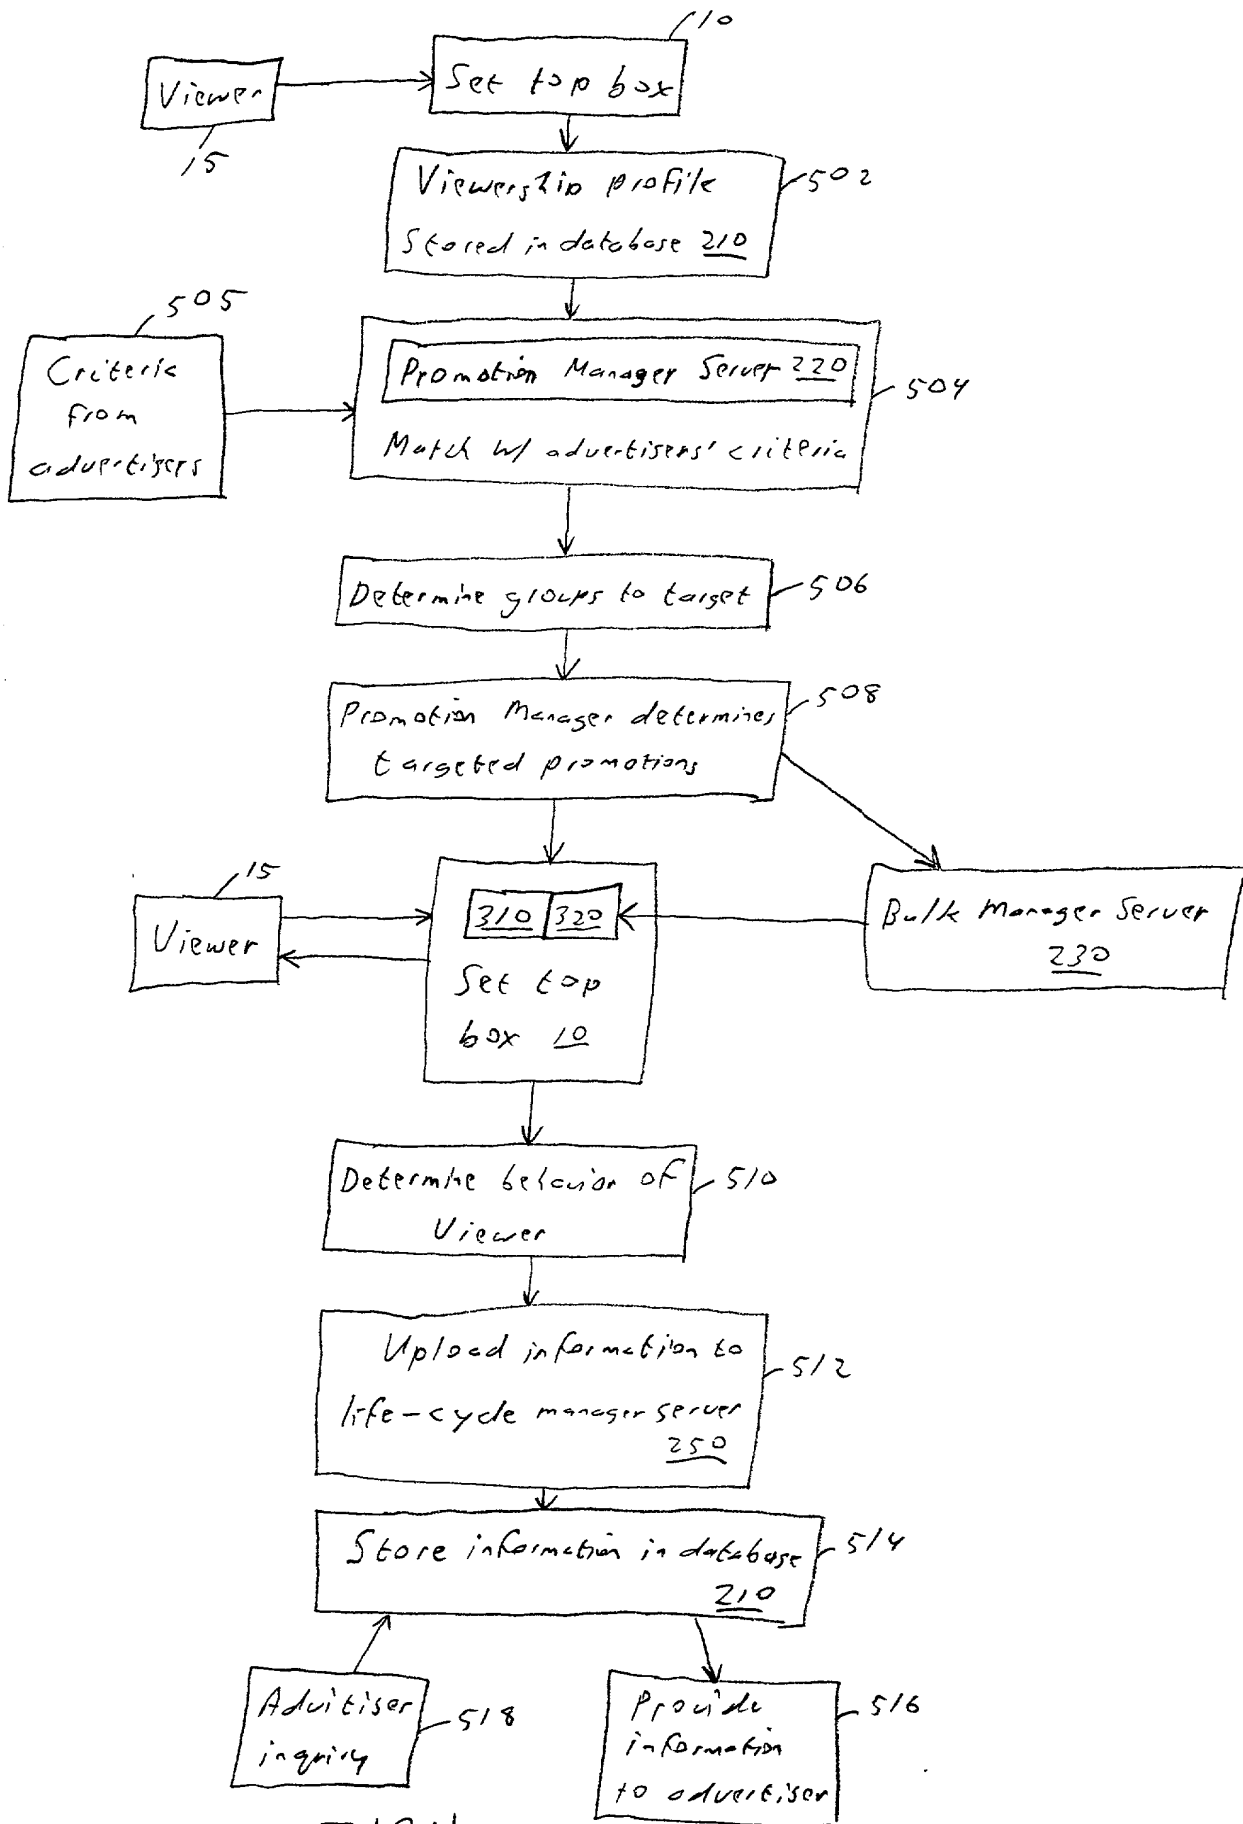 10
Viewer
Set top box
15
Viewership profile
502
Stored in database 210
505
Criteria
from
advertisers
Promotion Manager Server 220
504
Match w/ advertisers' criteria
Determine groups to target
506
Promotion Manager determines
508
targeted promotions
15
Viewer
310 320
Set top
box 10
Bulk Manager Server
230
Determine behavior of
510
Viewer
Upload information to
512
life-cycle manager server
250
Store information in database
514
210
Advitiser
518
inquiry
Provide
516
information
to advertiser